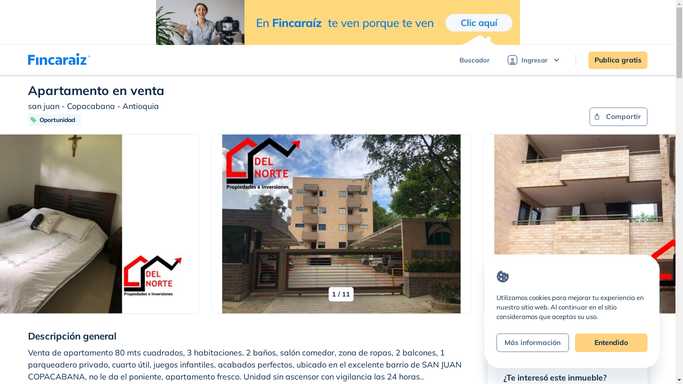 En Fincaraíz te ven porque te ven
Clic aquí
Fincaraiz
Buscador
Ingresar
Publica gratis
Apartamento en venta
san juan - Copacabana - Antioquia
Oportunidad
Compartir
DEL
NORTE
Propiedades e Inversiones
DEL
NORTE
Propiedades e Inversiones
1 / 11
Utilizamos cookies para mejorar tu experiencia en
nuestro sitio web. Al continuar en el sitio
consideramos que aceptas su uso.
Más información
Entendido
Descripción general
Venta de apartamento 80 mts cuadrados, 3 habitaciones, 2 baños, salón comedor, zona de ropas, 2 balcones, 1
parqueadero privado, cuarto útil, juegos infantiles, acabados perfectos, ubicado en el excelente barrio de SAN JUAN
COPACABANA, no le da el poniente, apartamento fresco. Unidad sin ascensor con vigilancia las 24 horas..
¿Te interesó este inmueble?